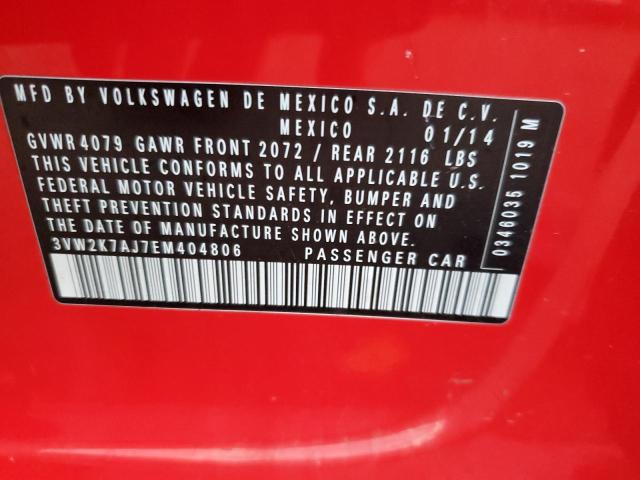 MFD BY VOLKSWAGEN DE MEXICO S.A. DE C.V.
MEXICO 01/14
GVWR 4079 GAWR FRONT 2072 / REAR 2116 LBS
THIS VEHICLE CONFORMS TO ALL APPLICABLE U.S.
FEDERAL MOTOR VEHICLE SAFETY, BUMPER AND
THEFT PREVENTION STANDARDS IN EFFECT ON
THE DATE OF MANUFACTURE SHOWN ABOVE.
3VW2K7AJ7EM404806 PASSENGER CAR
0346035 1019 M